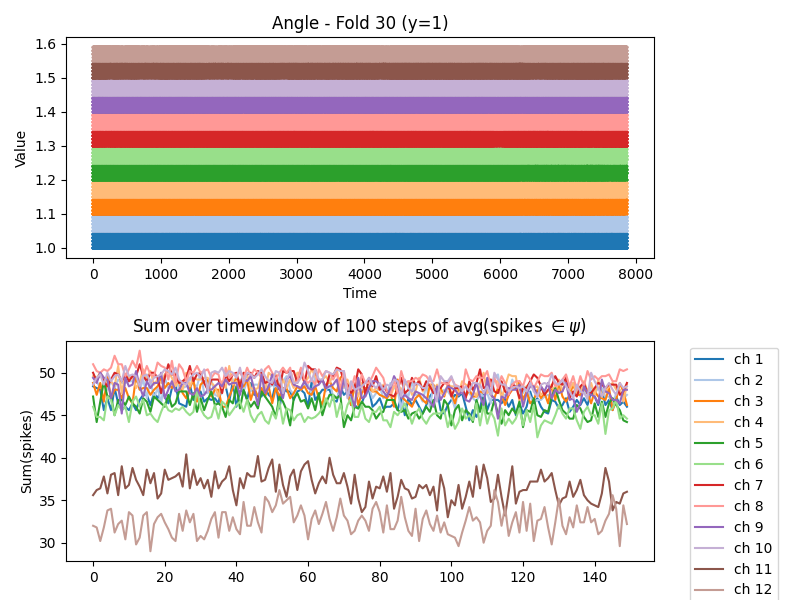 Angle - Fold 30 (y=1)
1.6
1.5
1.4
1.3
1.2
1.1
1.0
Value
0 1000 2000 3000 4000 5000 6000 7000 8000
Time
Sum over timewindow of 100 steps of avg(spikes ∈ ψ)
50
45
40
35
30
Sum(spikes)
0 20 40 60 80 100 120 140
ch 1
ch 2
ch 3
ch 4
ch 5
ch 6
ch 7
ch 8
ch 9
ch 10
ch 11
ch 12